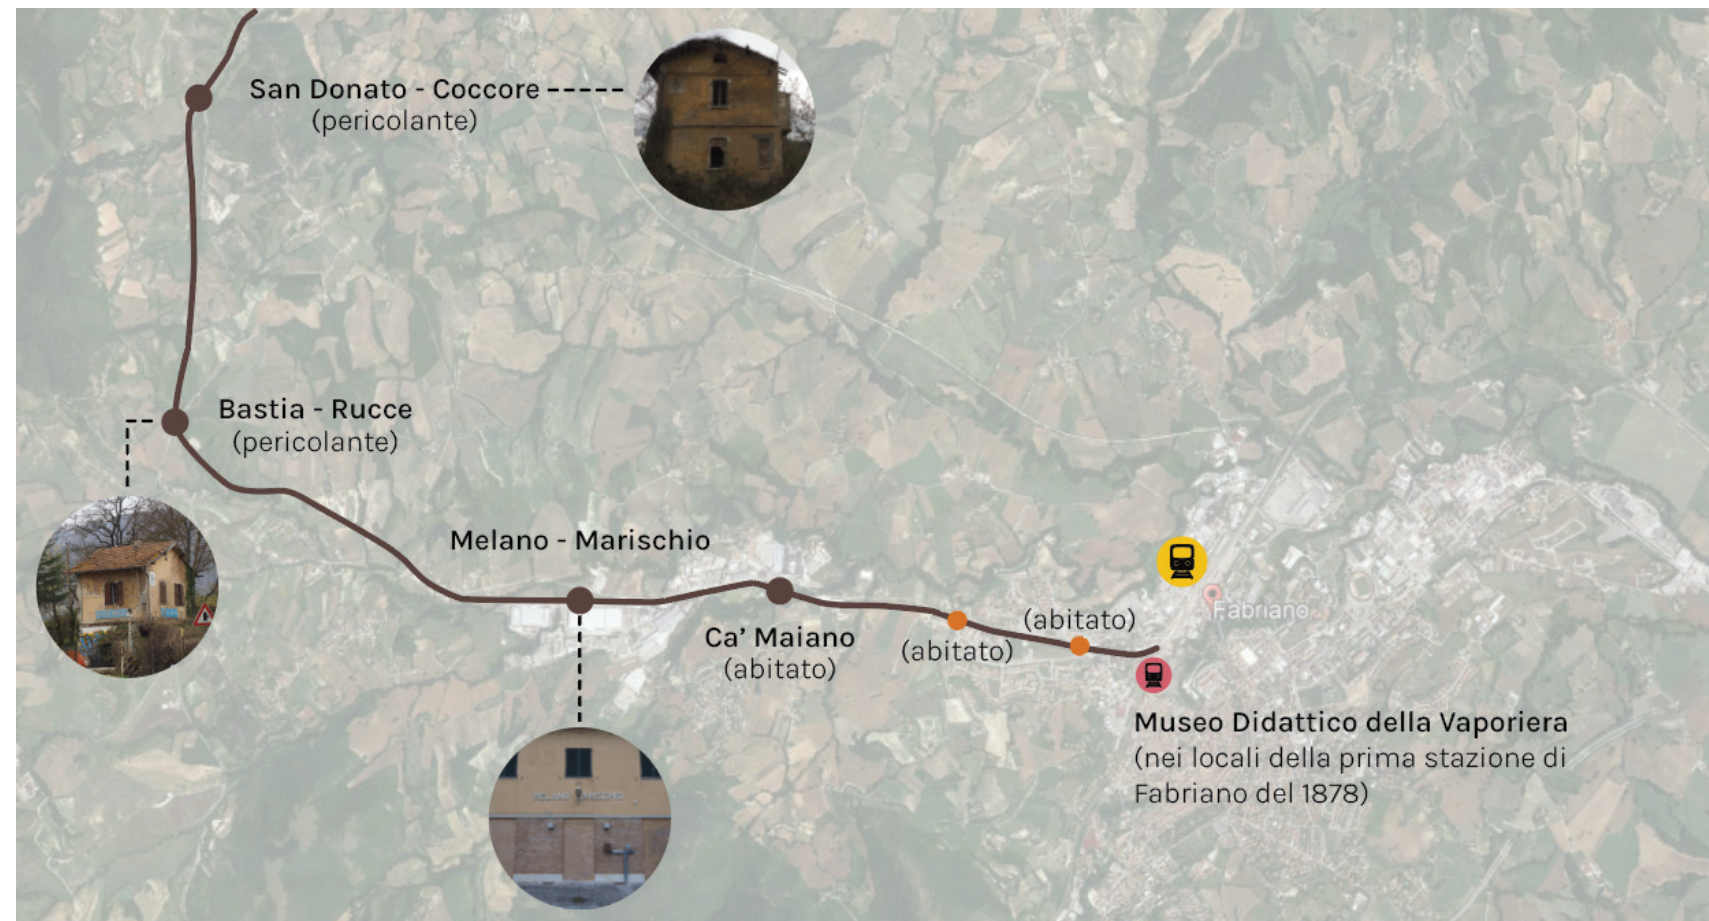 San Donato - Coccore
(pericolante)
Bastia - Rucce
(pericolante)
Melano - Marischio
Ca’ Maiano
(abitato)
(abitato)
(abitato)
Fabriano
Museo Didattico della Vaporiera
(nei locali della prima stazione di
Fabriano del 1878)